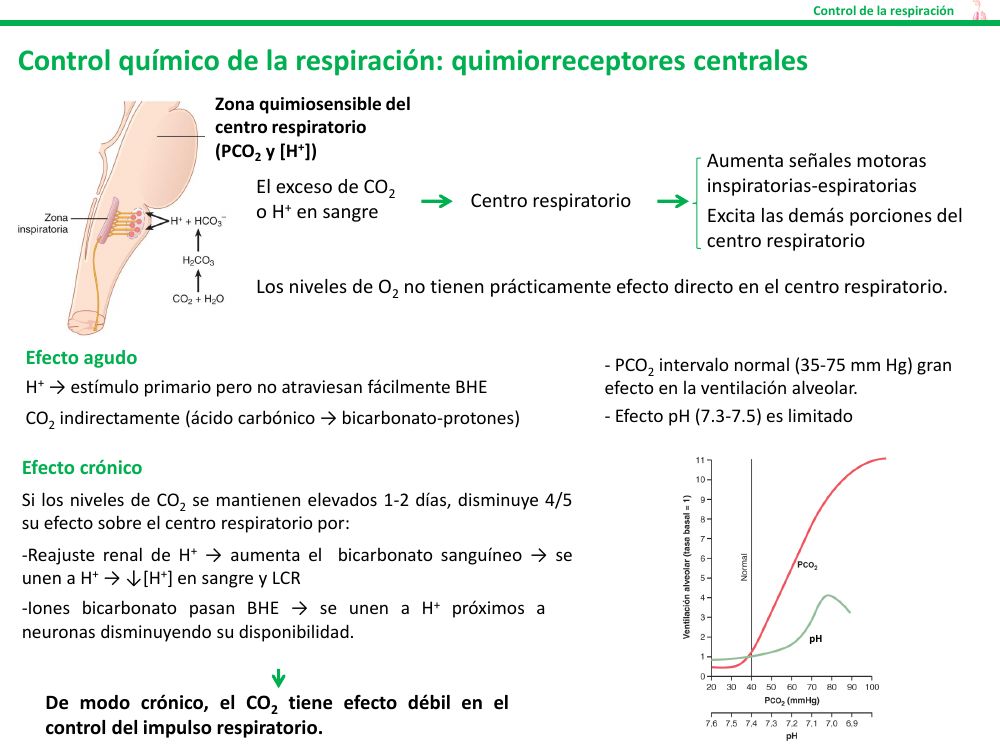 Control de la respiración
Control químico de la respiración: quimiorreceptores centrales
Zona quimiosensible del
centro respiratorio
(PCO₂ y [H⁺])
Zona
inspiratoria
H⁺ + HCO₃⁻
H₂CO₃
CO₂ + H₂O
El exceso de CO₂
o H⁺ en sangre
Centro respiratorio
Aumenta señales motoras
inspiratorias-espiratorias
Excita las demás porciones del
centro respiratorio
Los niveles de O₂ no tienen prácticamente efecto directo en el centro respiratorio.
Efecto agudo
H⁺ → estímulo primario pero no atraviesan fácilmente BHE
CO₂ indirectamente (ácido carbónico → bicarbonato-protones)
- PCO₂ intervalo normal (35-75 mm Hg) gran
efecto en la ventilación alveolar.
- Efecto pH (7.3-7.5) es limitado
Efecto crónico
Si los niveles de CO₂ se mantienen elevados 1-2 días, disminuye 4/5
su efecto sobre el centro respiratorio por:
-Reajuste renal de H⁺ → aumenta el bicarbonato sanguíneo → se
unen a H⁺ → ↓[H⁺] en sangre y LCR
-Iones bicarbonato pasan BHE → se unen a H⁺ próximos a
neuronas disminuyendo su disponibilidad.
De modo crónico, el CO₂ tiene efecto débil en el
control del impulso respiratorio.
Ventilación alveolar (tasa basal = 1)
11
10
9
8
7
6
5
4
3
2
1
0
Normal
PCO₂
pH
20 30 40 50 60 70 80 90 100
PCO₂ (mmHg)
7.6 7.5 7.4 7.3 7.2 7.1 7.0 6.9
pH